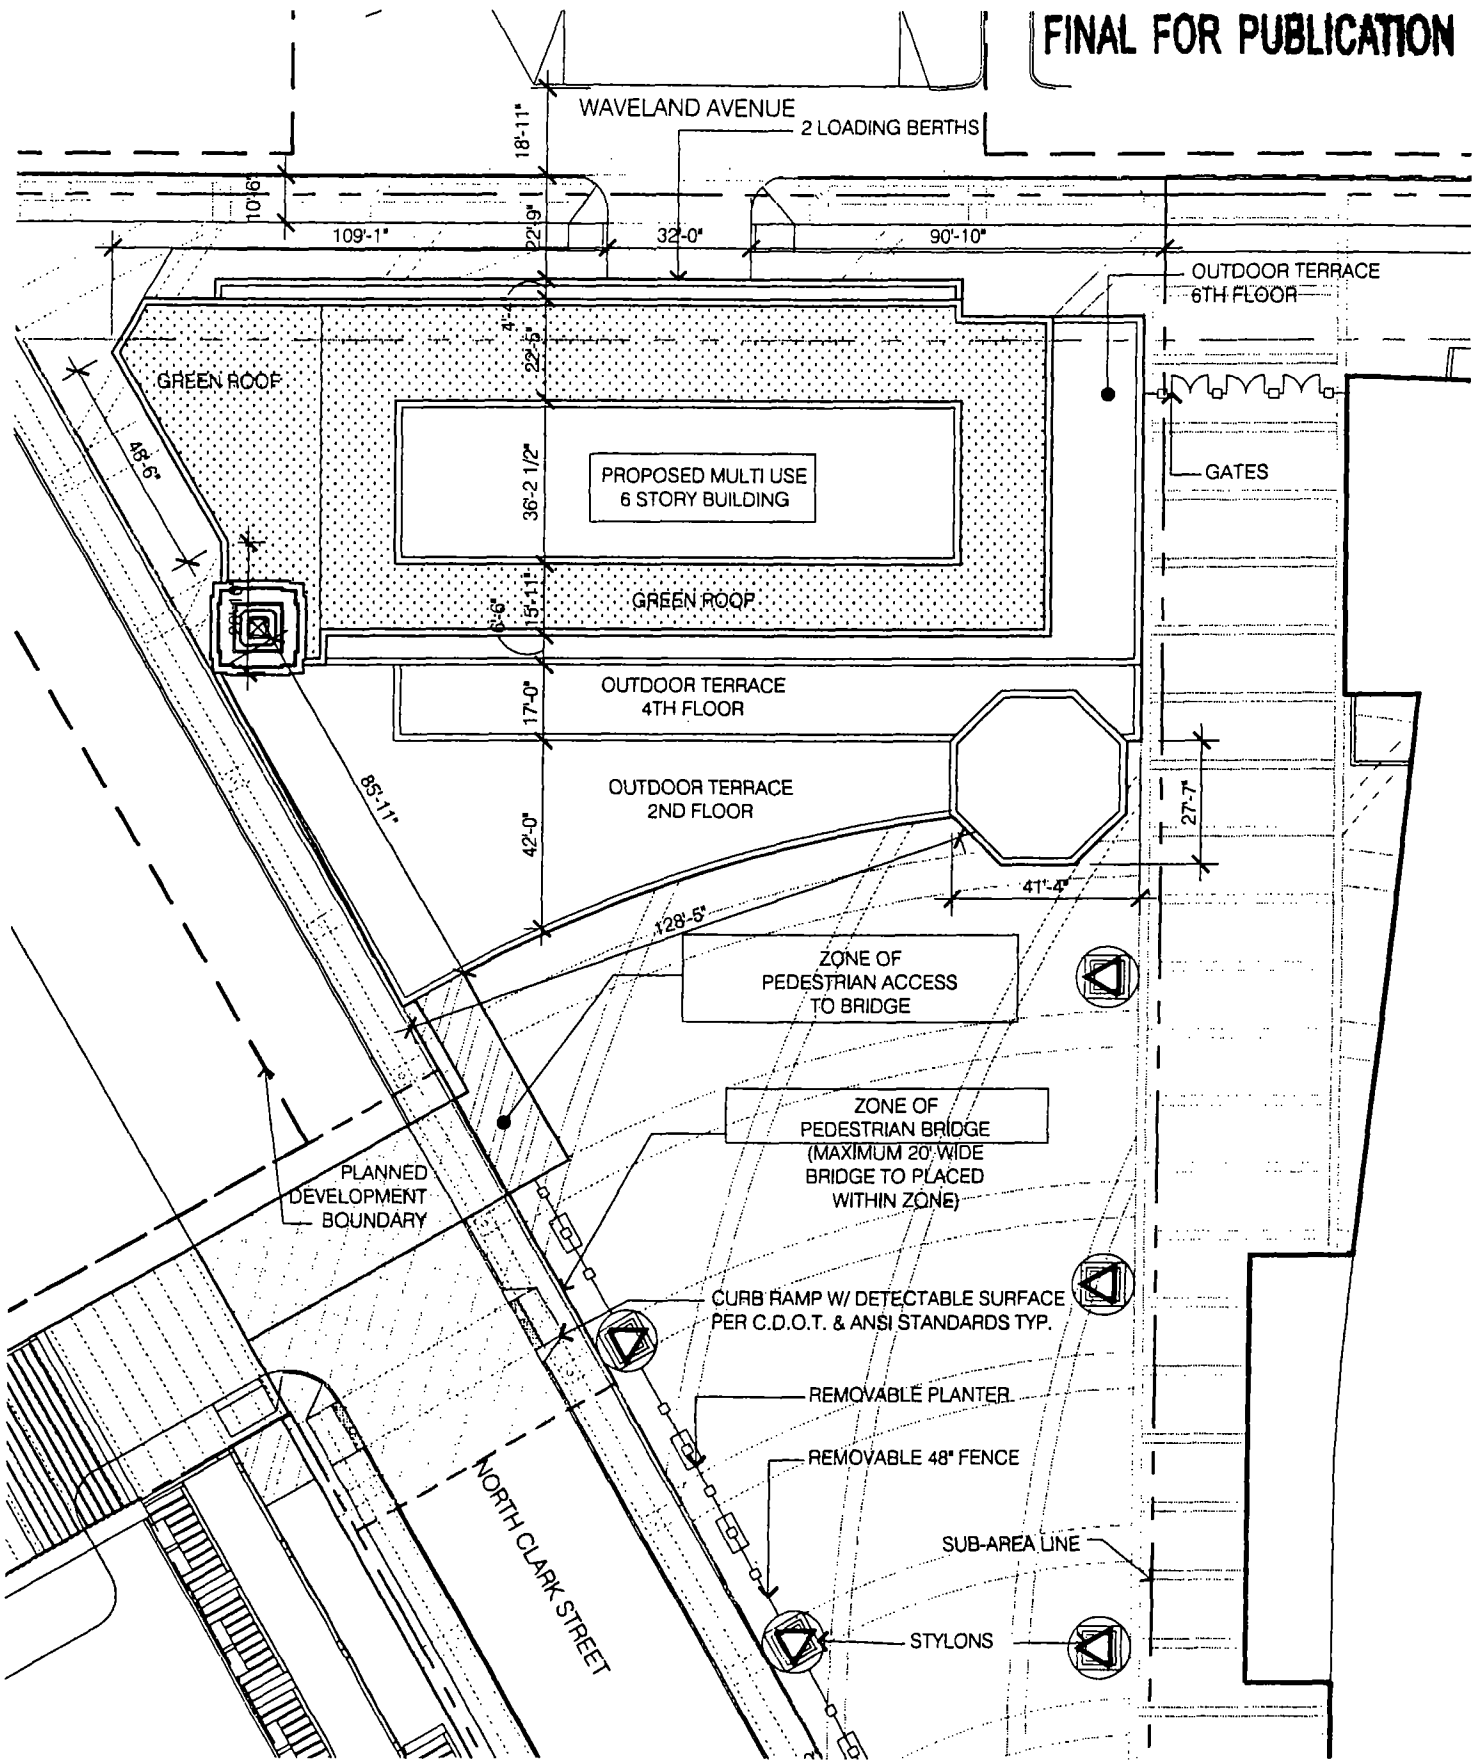 FINAL FOR PUBLICATION
WAVELAND AVENUE
2 LOADING BERTHS
18'-11"
10'-6"
109'-1"
22'-9"
32'-0"
90'-10"
OUTDOOR TERRACE
6TH FLOOR
4'-4"
22'-5"
GREEN ROOF
48'-6"
36'-2 1/2"
PROPOSED MULTI USE
6 STORY BUILDING
GATES
GREEN ROOF
6'-6"
15'-11"
17'-0"
OUTDOOR TERRACE
4TH FLOOR
85'-11"
OUTDOOR TERRACE
2ND FLOOR
42'-0"
27'-7"
41'-4"
128'-5"
ZONE OF
PEDESTRIAN ACCESS
TO BRIDGE
ZONE OF
PEDESTRIAN BRIDGE
(MAXIMUM 20' WIDE
BRIDGE TO PLACED
WITHIN ZONE)
PLANNED
DEVELOPMENT
BOUNDARY
CURB RAMP W/ DETECTABLE SURFACE
PER C.D.O.T. & ANSI STANDARDS TYP.
REMOVABLE PLANTER
REMOVABLE 48" FENCE
NORTH CLARK STREET
SUB-AREA LINE
STYLONS